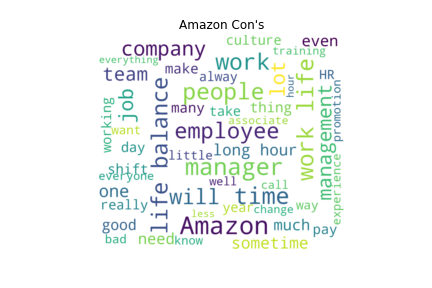 Amazon Con's
culture
even
company
training
everything
work
team
make
alway
lot
HR
hour
people
work life
job
life balance
many
take
thing
management
promotion
associate
employee
working
want
day
little
long hour
shift
manager
everyone
well
call
experience
one
will time
really
less
year
change
way
good
Amazon
much
pay
bad
need
know
sometime